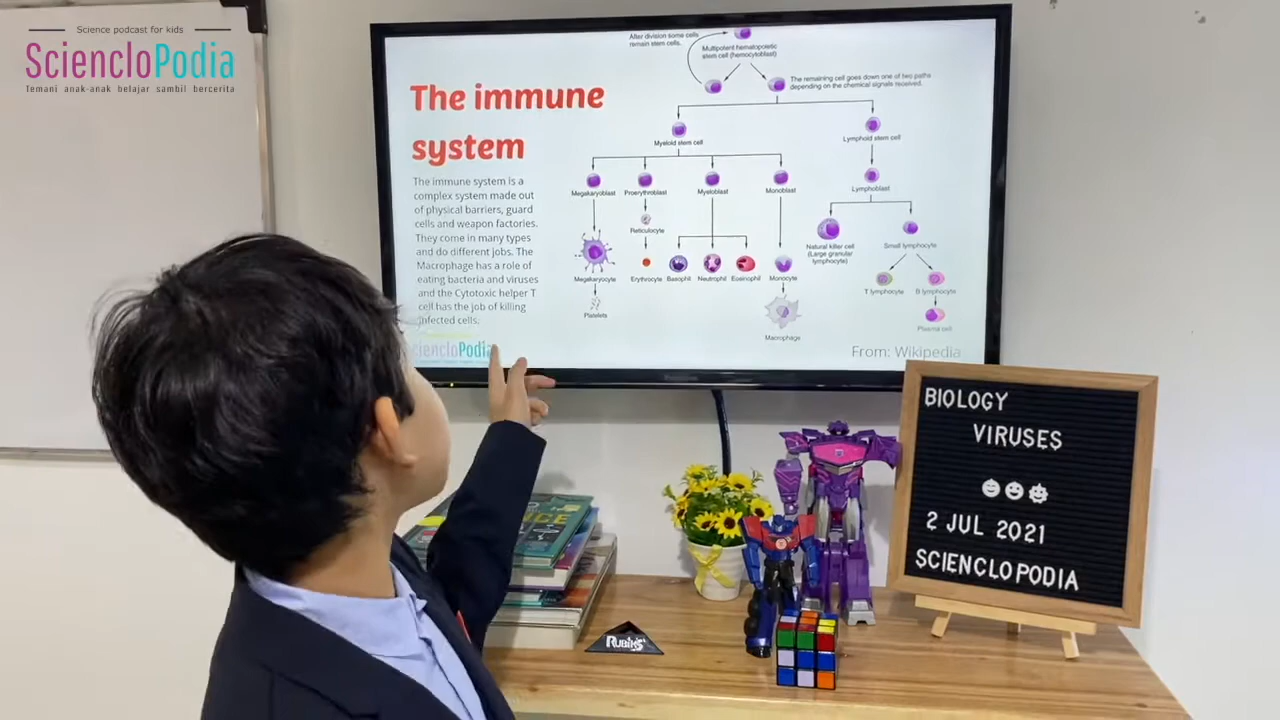 Science podcast for kids
SciencloPodia
Temani anak-anak belajar sambil bercerita
The immune
system
The immune system is a
complex system made out
of physical barriers, guard
cells and weapon factories.
They come in many types
and do different jobs. The
Macrophage has a role of
eating bacteria and viruses
and the Cytotoxic helper T
cell has the job of killing
infected cells.
ciencloPodia
After division some cells
remain stem cells.
Multipotent hematopoietic
stem cell (hemocytoblast)
The remaining cell goes down one of two paths
depending on the chemical signals received.
Myeloid stem cell
Lymphoid stem cell
Megakaryoblast
Proerythroblast
Myeloblast
Monoblast
Lymphoblast
Reticulocyte
Natural killer cell
(Large granular
lymphocyte)
Small lymphocyte
Megakaryocyte
Erythrocyte
Basophil
Neutrophil
Eosinophil
Monocyte
T lymphocyte
B lymphocyte
Platelets
Macrophage
Plasma cell
From: Wikipedia
BIOLOGY
VIRUSES
2 JUL 2021
SCIENCLOPODIA
RUBIK'S